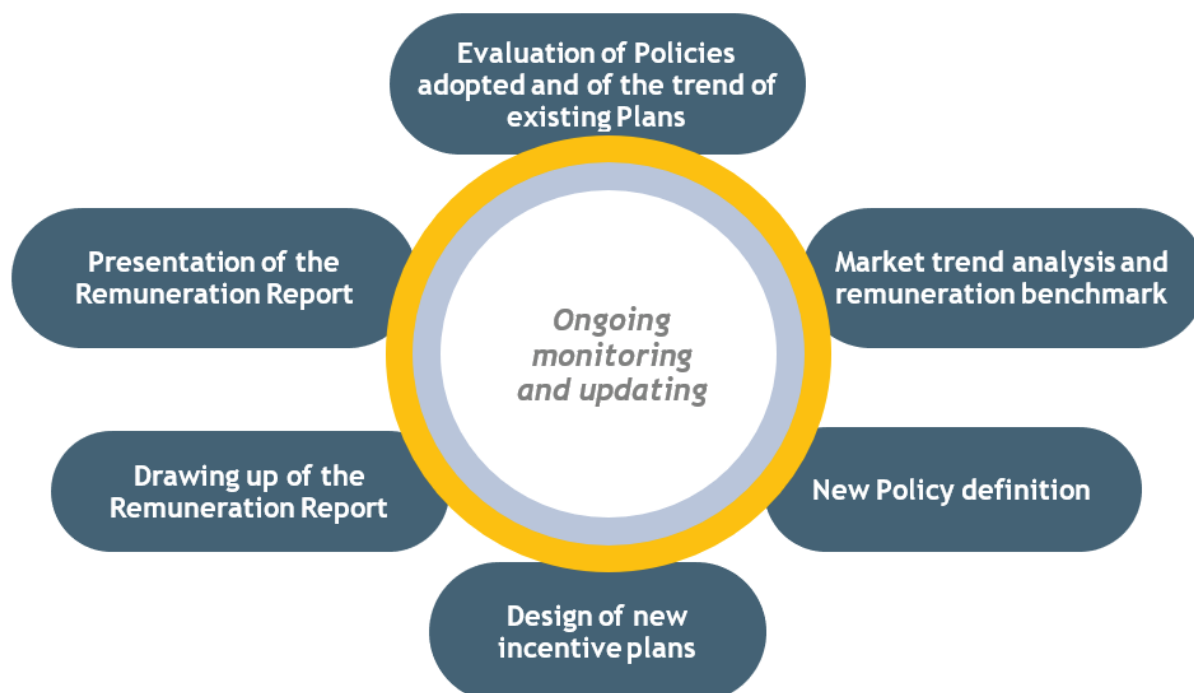 Evaluation of Policies
adopted and of the trend of
existing Plans
Market trend analysis and
remuneration benchmark
New Policy definition
Design of new
incentive plans
Drawing up of the
Remuneration Report
Presentation of the
Remuneration Report
Ongoing
monitoring
and updating